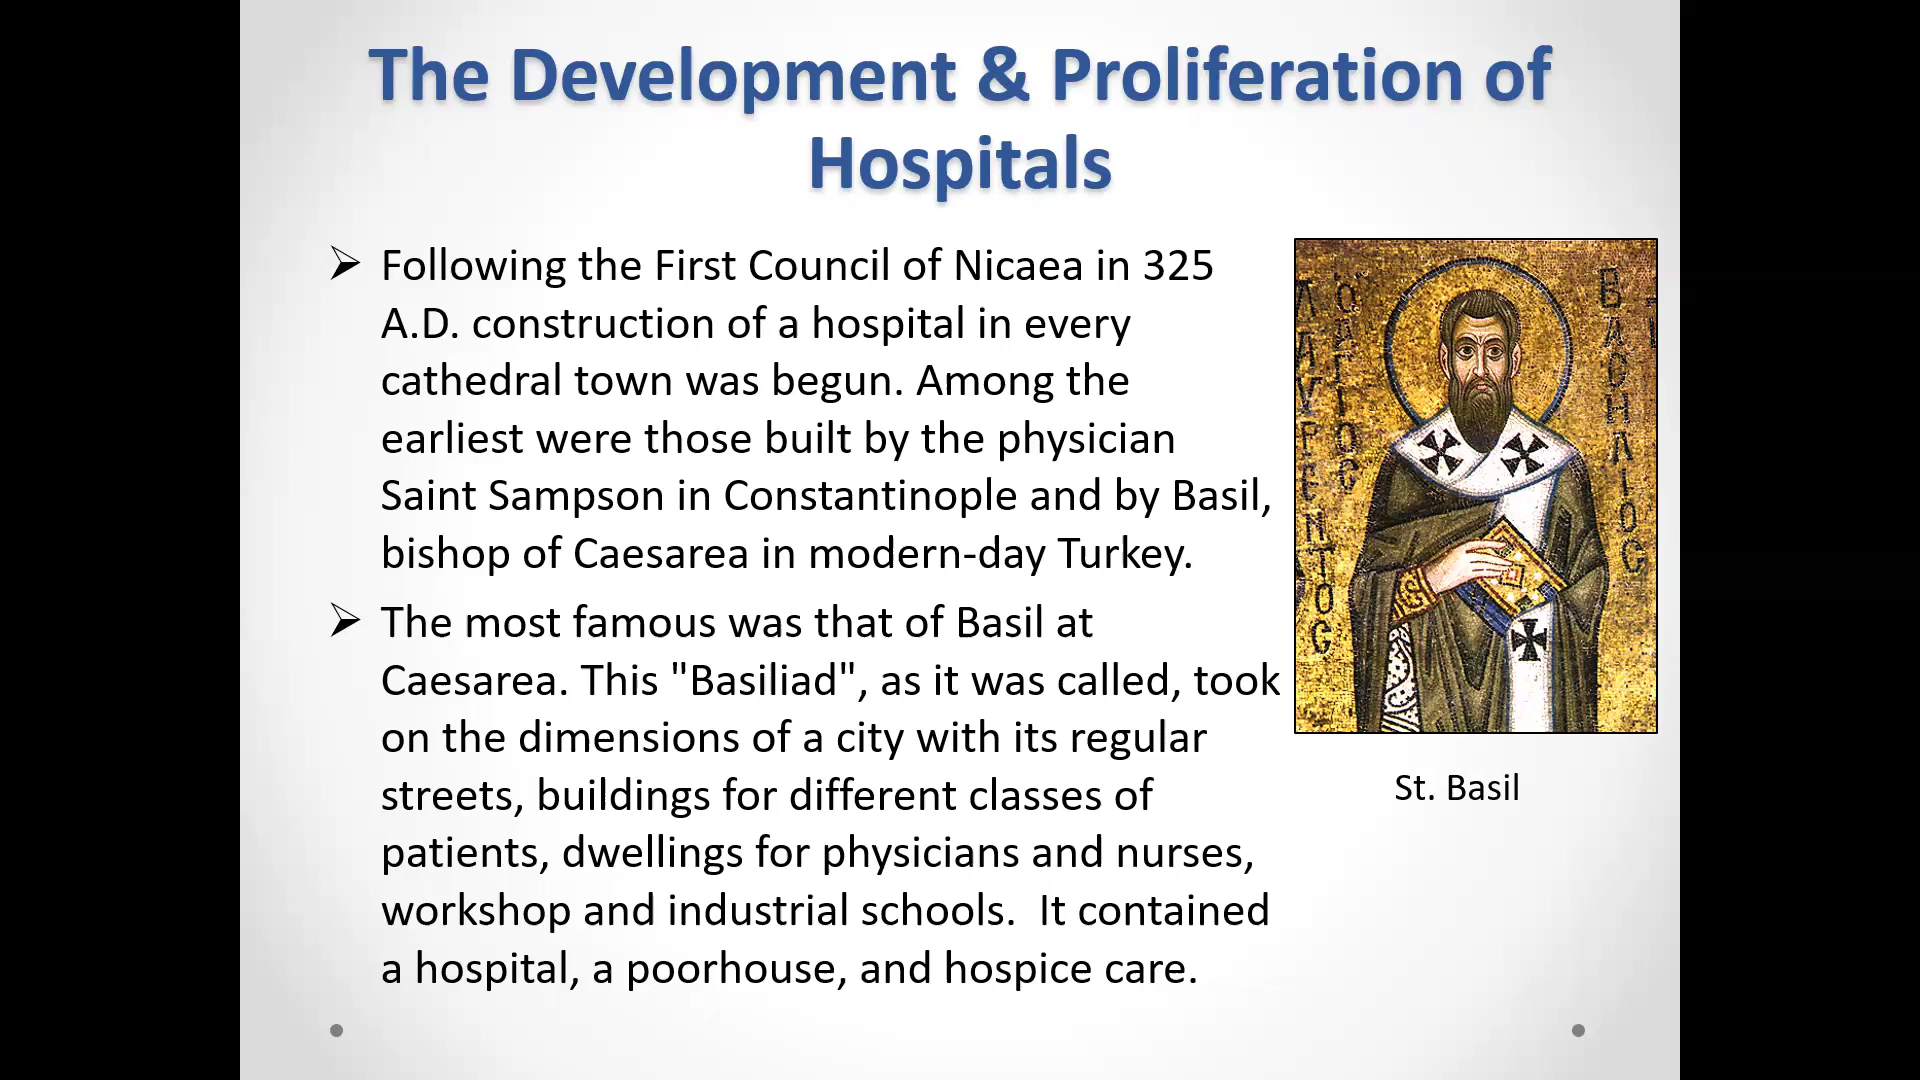 The Development & Proliferation of
Hospitals
➢ Following the First Council of Nicaea in 325
A.D. construction of a hospital in every
cathedral town was begun. Among the
earliest were those built by the physician
Saint Sampson in Constantinople and by Basil,
bishop of Caesarea in modern-day Turkey.
➢ The most famous was that of Basil at
Caesarea. This "Basiliad", as it was called, took
on the dimensions of a city with its regular
streets, buildings for different classes of
patients, dwellings for physicians and nurses,
workshop and industrial schools.  It contained
a hospital, a poorhouse, and hospice care.
St. Basil